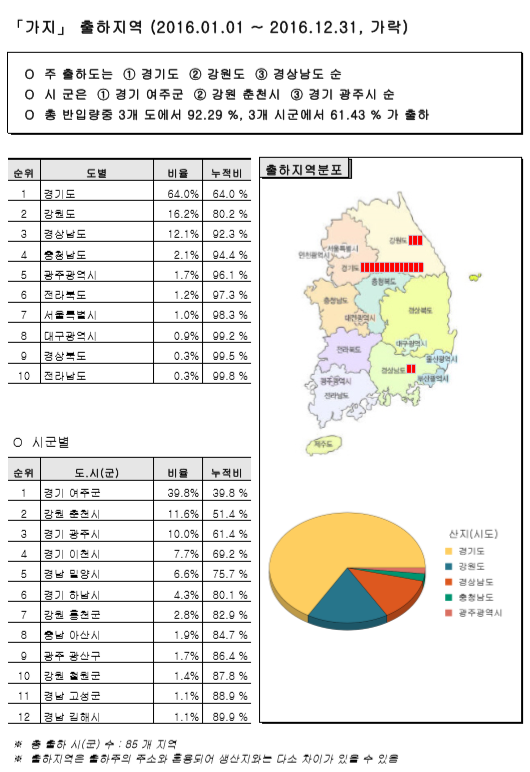 「가지」 출하지역 (2016.01.01 ~ 2016.12.31, 가락)
O 주 출하도는 ① 경기도 ② 강원도 ③ 경상남도 순
O 시 군은 ① 경기 여주군 ② 강원 춘천시 ③ 경기 광주시 순
O 총 반입량중 3개 도에서 92.29 %, 3개 시군에서 61.43 % 가 출하
순위 도별 비율 누적비
1 경기도 64.0% 64.0 %
2 강원도 16.2% 80.2 %
3 경상남도 12.1% 92.3 %
4 충청남도 2.1% 94.4 %
5 광주광역시 1.7% 96.1 %
6 전라북도 1.2% 97.3 %
7 서울특별시 1.0% 98.3 %
8 대구광역시 0.9% 99.2 %
9 경상북도 0.3% 99.5 %
10 전라남도 0.3% 99.8 %
O 시군별
순위 도.시(군) 비율 누적비
1 경기 여주군 39.8% 39.8 %
2 강원 춘천시 11.6% 51.4 %
3 경기 광주시 10.0% 61.4 %
4 경기 이천시 7.7% 69.2 %
5 경남 밀양시 6.6% 75.7 %
6 경기 하남시 4.3% 80.1 %
7 강원 홍천군 2.8% 82.9 %
8 충남 아산시 1.9% 84.7 %
9 광주 광산구 1.7% 86.4 %
10 강원 철원군 1.4% 87.8 %
11 경남 고성군 1.1% 88.9 %
12 경남 김해시 1.1% 89.9 %
출하지역분포
강원도
서울특별시
인천광역시
경기도
충청북도
충청남도
경상북도
대전광역시
대구광역시
전라북도
울산광역시
경상남도
부산광역시
광주광역시
전라남도
제주도
산지(시도)
경기도
강원도
경상남도
충청남도
광주광역시
※ 총 출하 시(군) 수 : 85 개 지역
※ 출하지역은 출하주의 주소와 혼용되어 생산지와는 다소 차이가 있을 수 있음